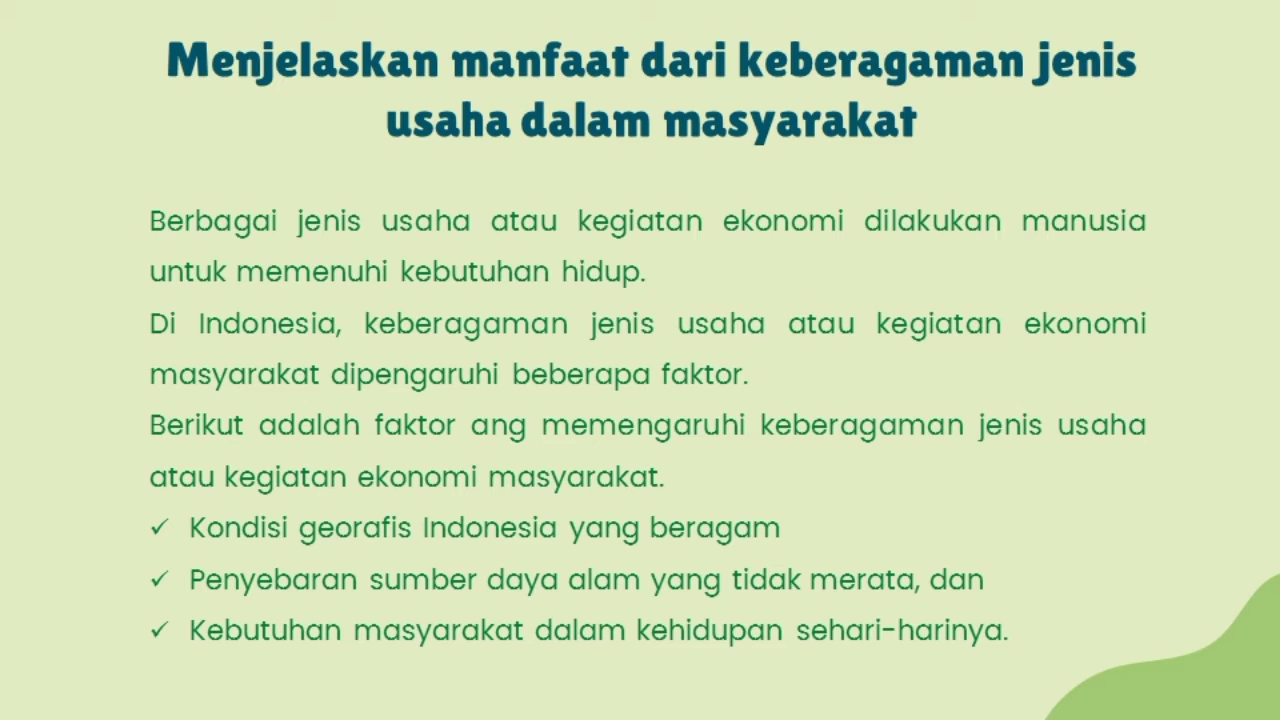 Menjelaskan manfaat dari keberagaman jenis
usaha dalam masyarakat
Berbagai jenis usaha atau kegiatan ekonomi dilakukan manusia
untuk memenuhi kebutuhan hidup.
Di Indonesia, keberagaman jenis usaha atau kegiatan ekonomi
masyarakat dipengaruhi beberapa faktor.
Berikut adalah faktor ang memengaruhi keberagaman jenis usaha
atau kegiatan ekonomi masyarakat.
✓ Kondisi georafis Indonesia yang beragam
✓ Penyebaran sumber daya alam yang tidak merata, dan
✓ Kebutuhan masyarakat dalam kehidupan sehari-harinya.